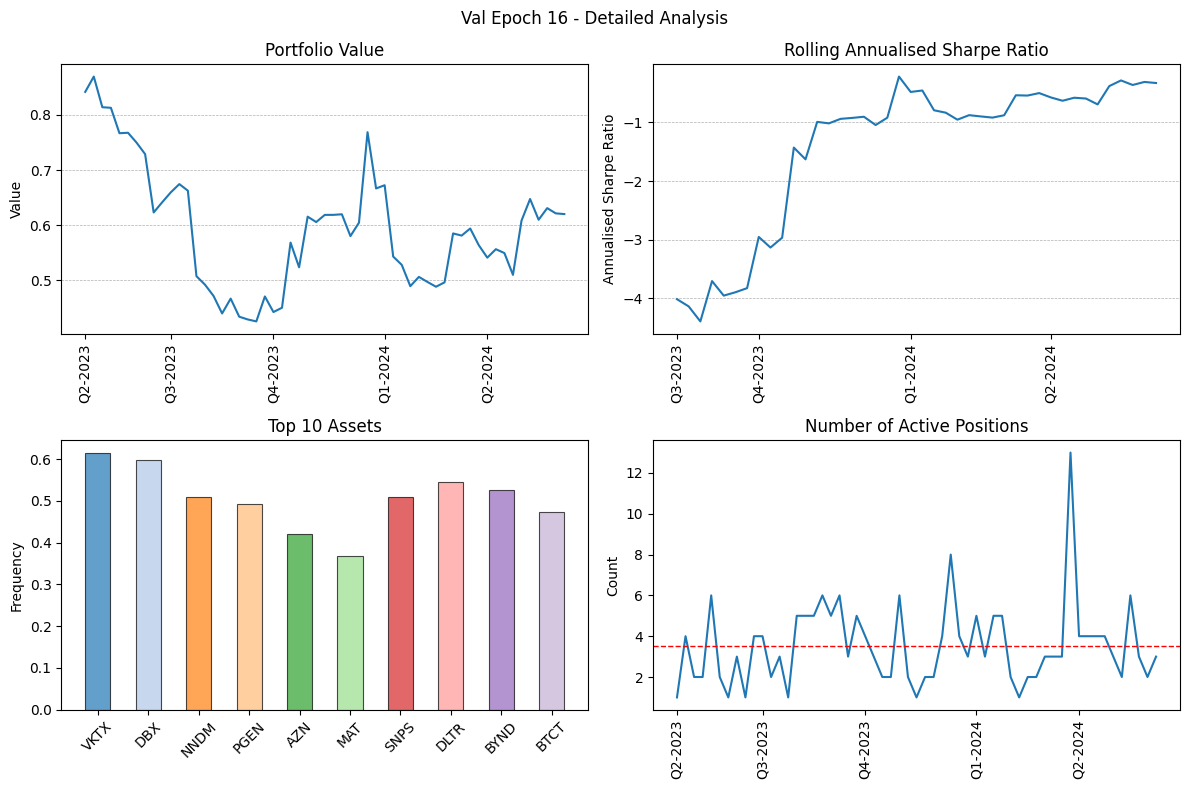 Val Epoch 16 - Detailed Analysis
Portfolio Value
Value
0.8
0.7
0.6
0.5
Q2-2023
Q3-2023
Q4-2023
Q1-2024
Q2-2024
Rolling Annualised Sharpe Ratio
Annualised Sharpe Ratio
−1
−2
−3
−4
Q3-2023
Q4-2023
Q1-2024
Q2-2024
Top 10 Assets
Frequency
0.6
0.5
0.4
0.3
0.2
0.1
0.0
VKTX
DBX
NNDM
PGEN
AZN
MAT
SNPS
DLTR
BYND
BTCT
Number of Active Positions
Count
12
10
8
6
4
2
Q2-2023
Q3-2023
Q4-2023
Q1-2024
Q2-2024